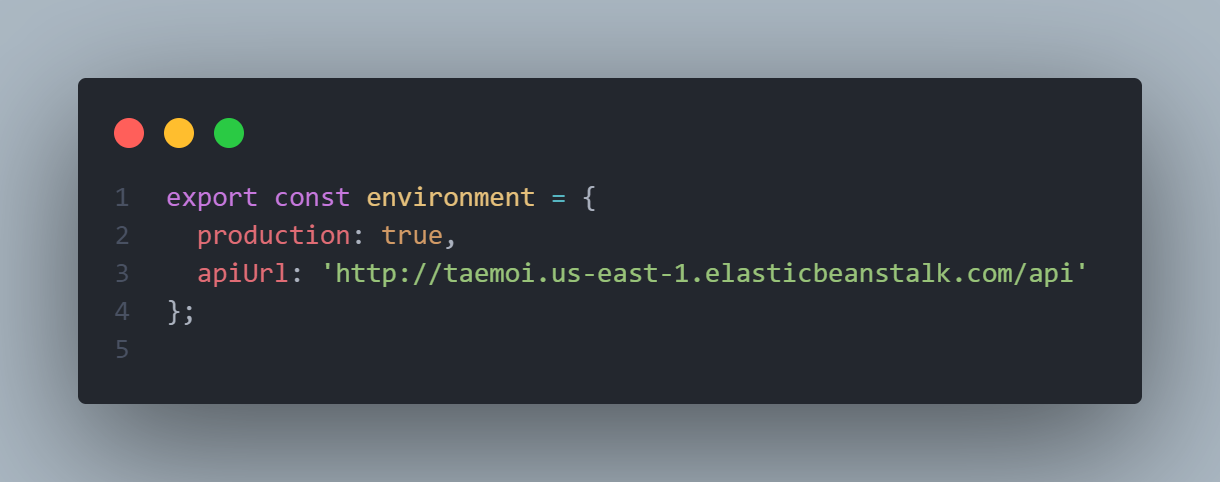 1 export const environment = {
2   production: true,
3   apiUrl: 'http://taemoi.us-east-1.elasticbeanstalk.com/api'
4 };
5